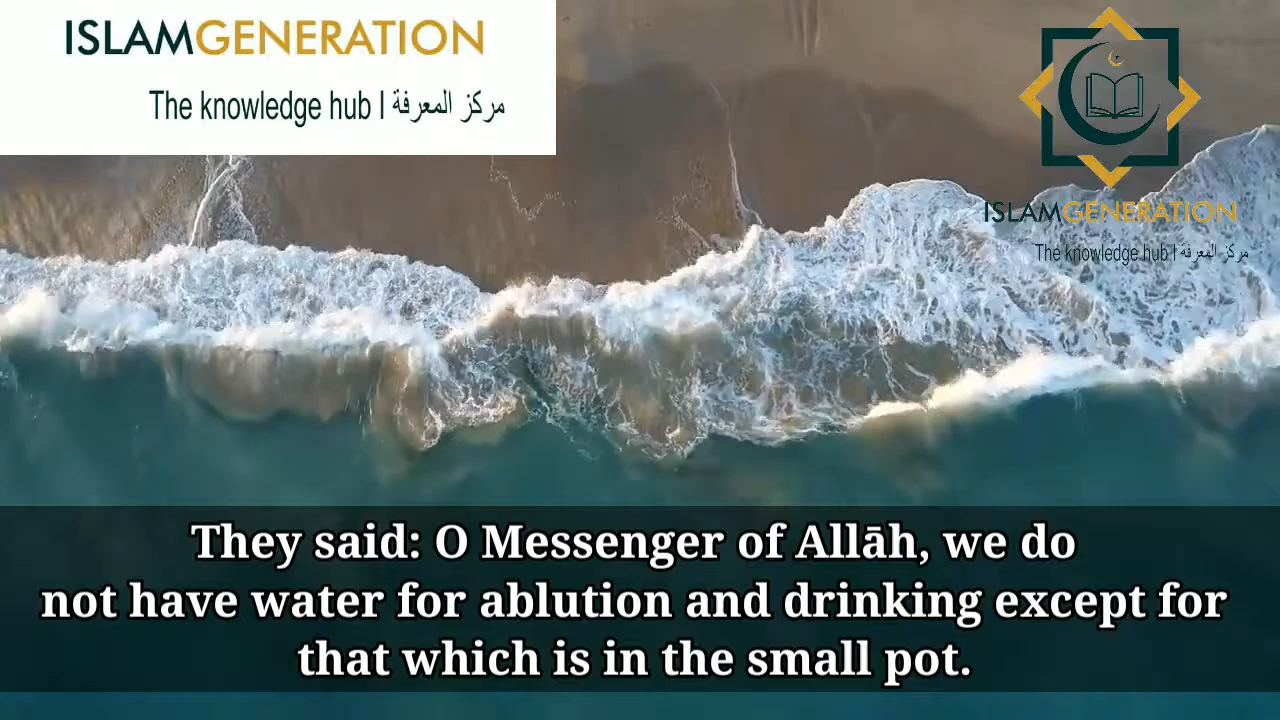 ISLAMGENERATION
The knowledge hub I مركز المعرفة
ISLAMGENERATION
The knowledge hub I مركز المعرفة
They said: O Messenger of Allāh, we do
not have water for ablution and drinking except for
that which is in the small pot.